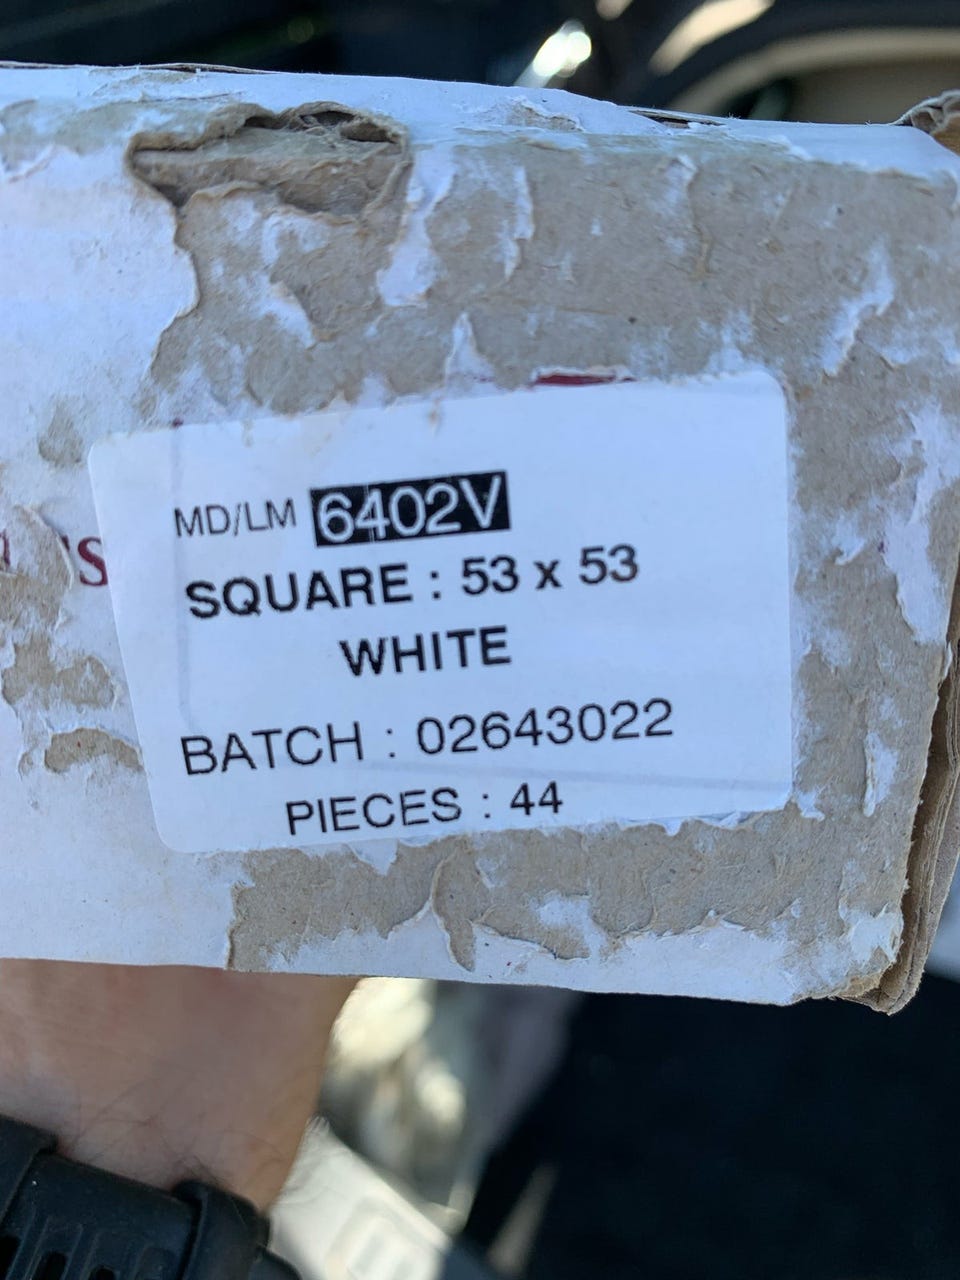 MD/LM 6402V
SQUARE : 53 x 53
WHITE
BATCH : 02643022
PIECES : 44